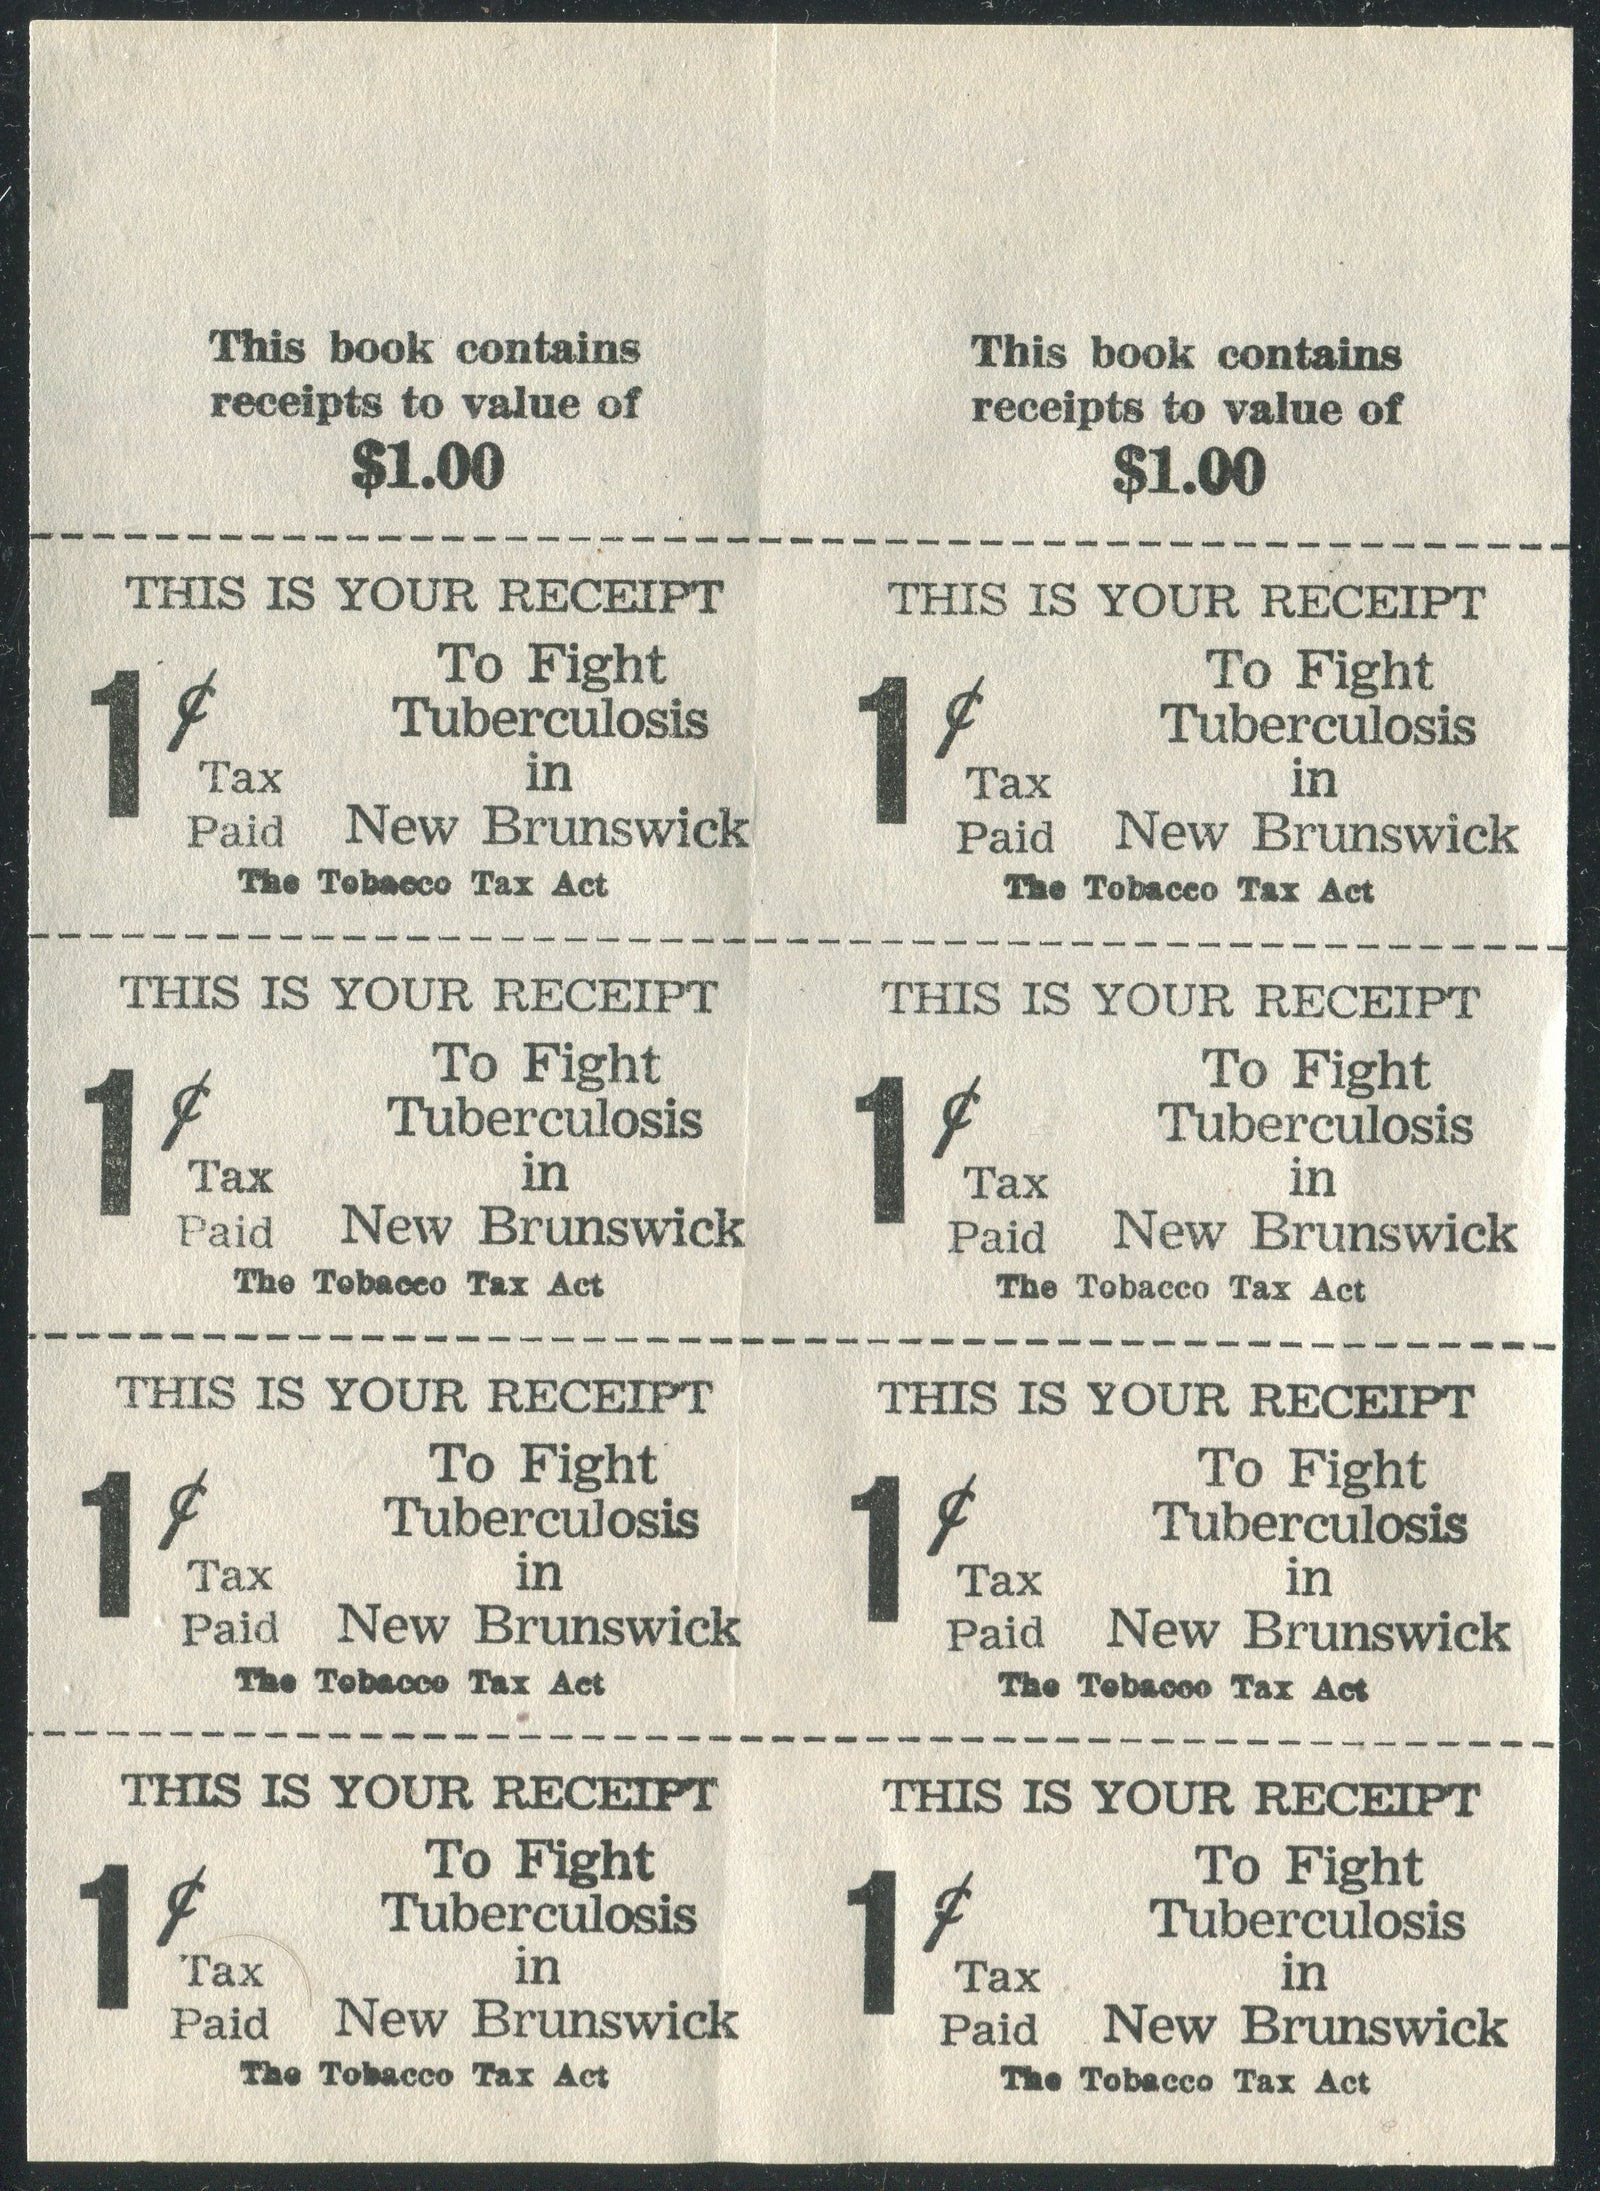 This book contains
receipts to value of
$1.00
This book contains
receipts to value of
$1.00
THIS IS YOUR RECEIPT
1¢
Tax
Paid
To Fight
Tuberculosis
in
New Brunswick
The Tobacco Tax Act
THIS IS YOUR RECEIPT
1¢
Tax
Paid
To Fight
Tuberculosis
in
New Brunswick
The Tobacco Tax Act
THIS IS YOUR RECEIPT
1¢
Tax
Paid
To Fight
Tuberculosis
in
New Brunswick
The Tobacco Tax Act
THIS IS YOUR RECEIPT
1¢
Tax
Paid
To Fight
Tuberculosis
in
New Brunswick
The Tobacco Tax Act
THIS IS YOUR RECEIPT
1¢
Tax
Paid
To Fight
Tuberculosis
in
New Brunswick
The Tobacco Tax Act
THIS IS YOUR RECEIPT
1¢
Tax
Paid
To Fight
Tuberculosis
in
New Brunswick
The Tobacco Tax Act
THIS IS YOUR RECEIPT
1¢
Tax
Paid
To Fight
Tuberculosis
in
New Brunswick
The Tobacco Tax Act
THIS IS YOUR RECEIPT
1¢
Tax
Paid
To Fight
Tuberculosis
in
New Brunswick
The Tobacco Tax Act